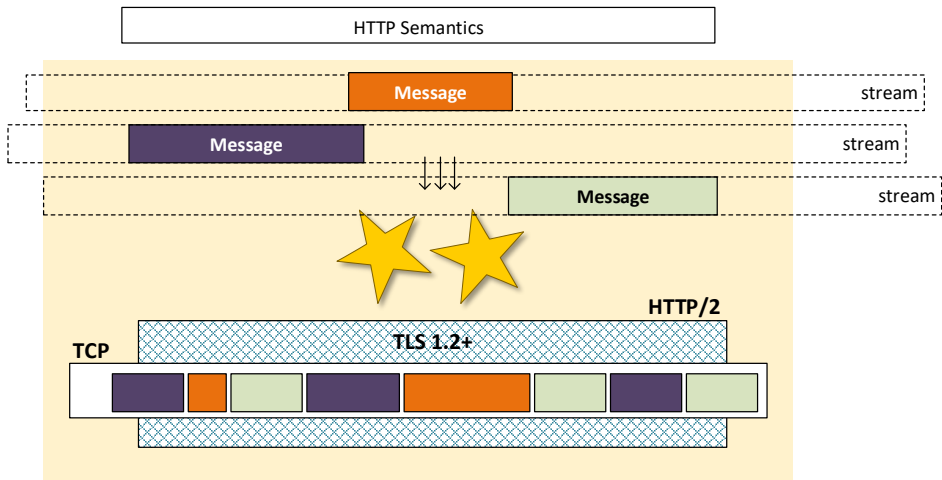 HTTP Semantics
Message
stream
Message
stream
Message
stream
HTTP/2
TLS 1.2+
TCP